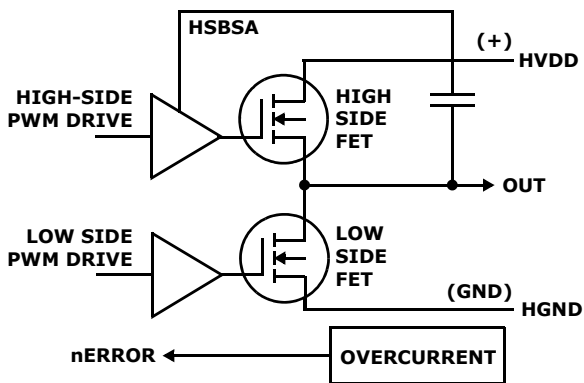 HSBSA
(+)
HVDD
HIGH-SIDE
PWM DRIVE
HIGH
SIDE
FET
OUT
LOW SIDE
PWM DRIVE
LOW
SIDE
FET
(GND)
HGND
nERROR
OVERCURRENT